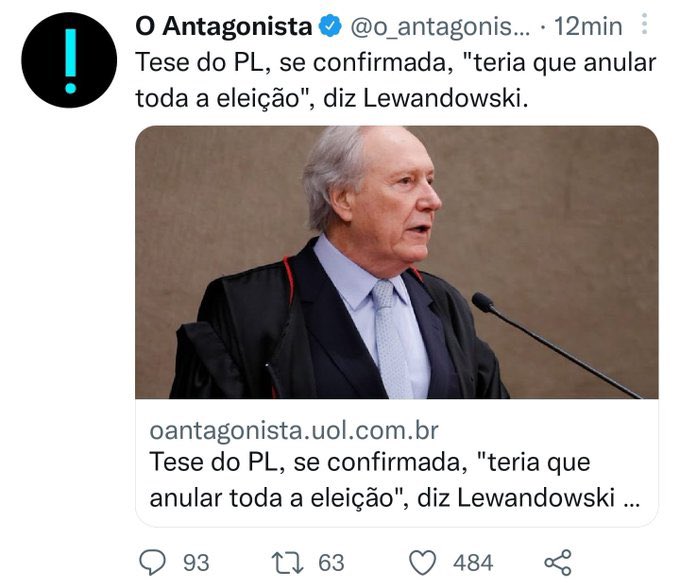 O Antagonista @o_antagonis... · 12min
Tese do PL, se confirmada, "teria que anular
toda a eleição", diz Lewandowski.
oantagonista.uol.com.br
Tese do PL, se confirmada, "teria que
anular toda a eleição", diz Lewandowski ...
93 63 484